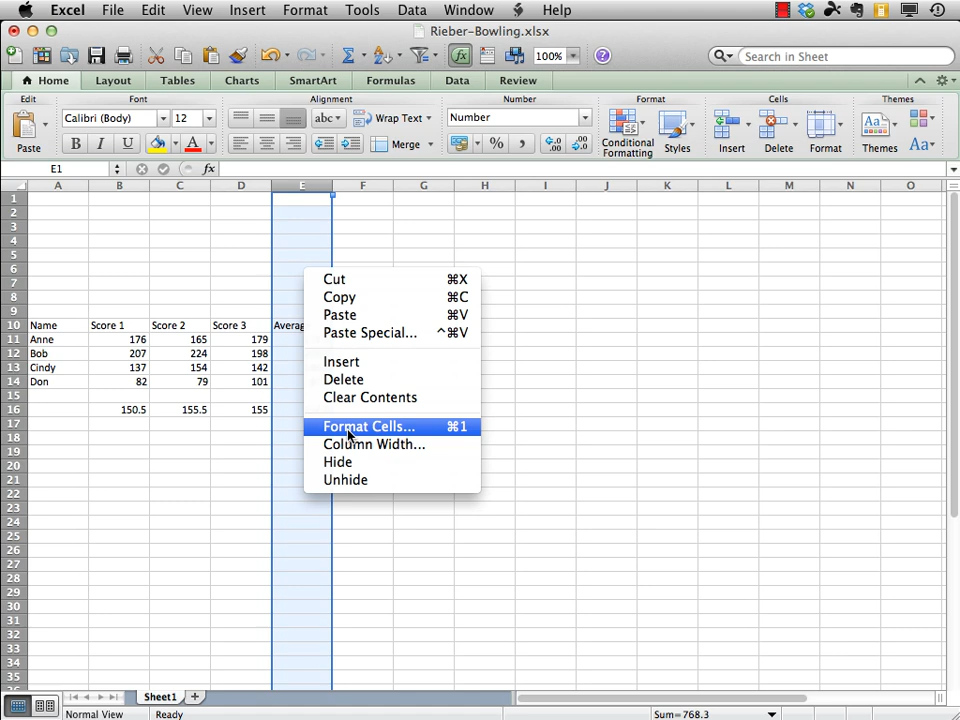 Excel File Edit View Insert Format Tools Data Window Help
Rieber-Bowling.xlsx
100%
Search in Sheet
Home Layout Tables Charts SmartArt Formulas Data Review
Edit Font Alignment Number Format Cells Themes
Calibri (Body) 12 abc Wrap Text Number
Paste B I U A Merge % Conditional Formatting Styles Insert Delete Format Themes Aa
E1 fx
A B C D E F G H I J K L M N O
1
2
3
4
5
6
7
8
9
10 Name Score 1 Score 2 Score 3 Averag
11 Anne 176 165 179
12 Bob 207 224 198
13 Cindy 137 154 142
14 Don 82 79 101
15
16 150.5 155.5 155
17
18
19
20
21
22
23
24
25
26
27
28
29
30
31
32
33
34
35
Cut ⌘X
Copy ⌘C
Paste ⌘V
Paste Special... ^⌘V
Insert
Delete
Clear Contents
Format Cells... ⌘1
Column Width...
Hide
Unhide
Sheet1
Normal View Ready Sum=768.3